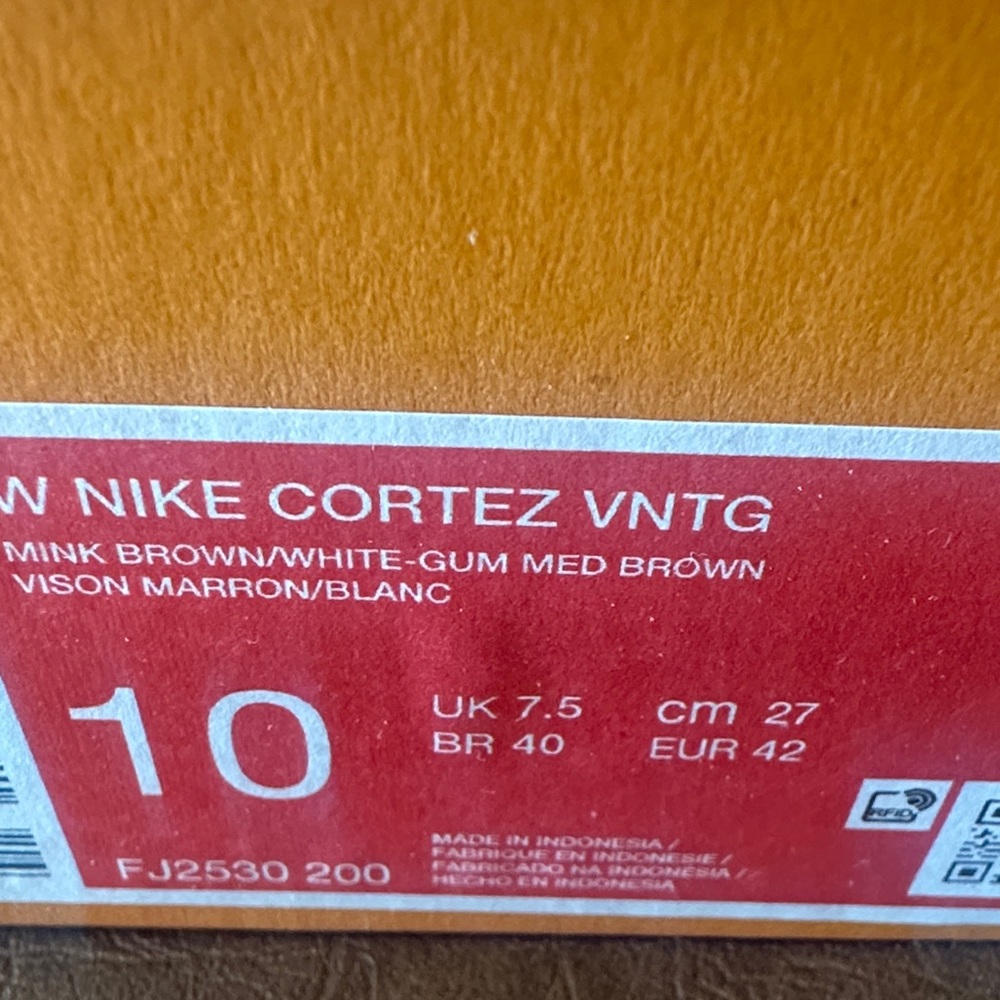 W NIKE CORTEZ VNTG
MINK BROWN/WHITE-GUM MED BROWN
VISON MARRON/BLANC
10
UK 7.5 cm 27
BR 40 EUR 42
RFID
FJ2530 200
MADE IN INDONESIA /
FABRIQUE EN INDONESIE /
FABRICADO NA INDONESIA /
HECHO EN INDONESIA